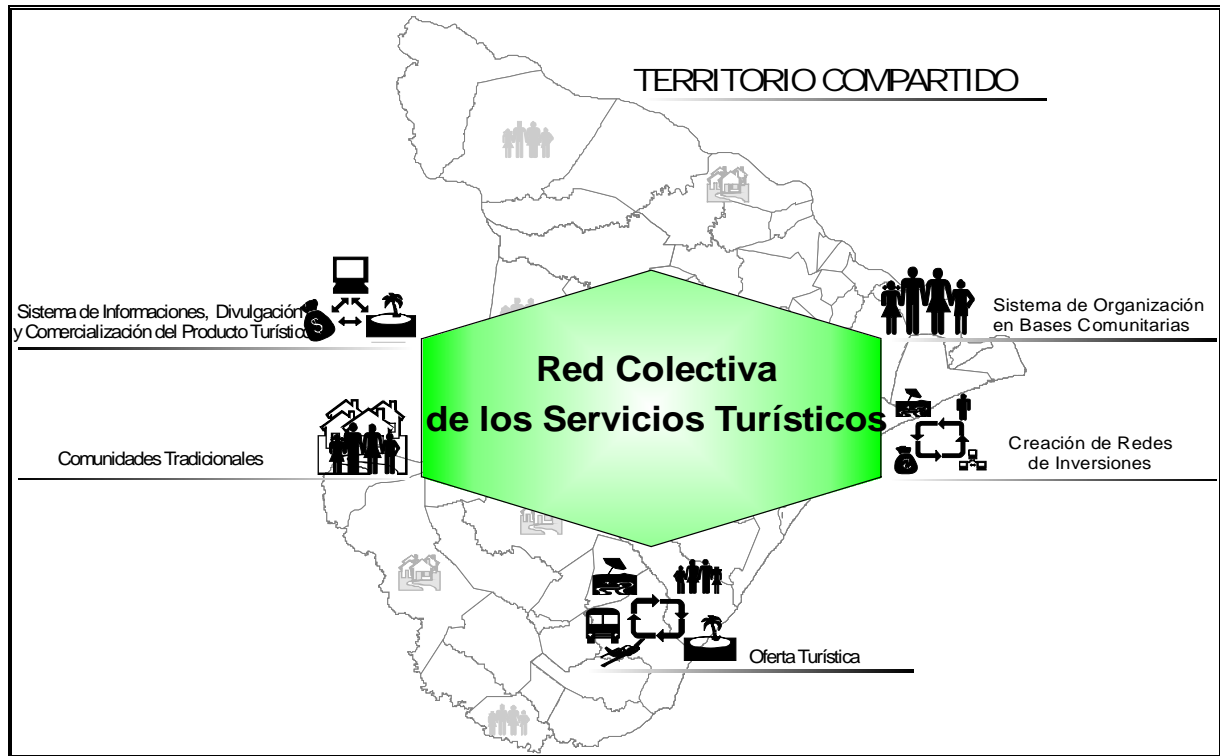 TERRITORIO COMPARTIDO
Sistema de Informaciones, Divulgación
y Comercialización del Producto Turístico
Sistema de Organización
en Bases Comunitarias
Red Colectiva
de los Servicios Turísticos
Comunidades Tradicionales
Creación de Redes
de Inversiones
Oferta Turística